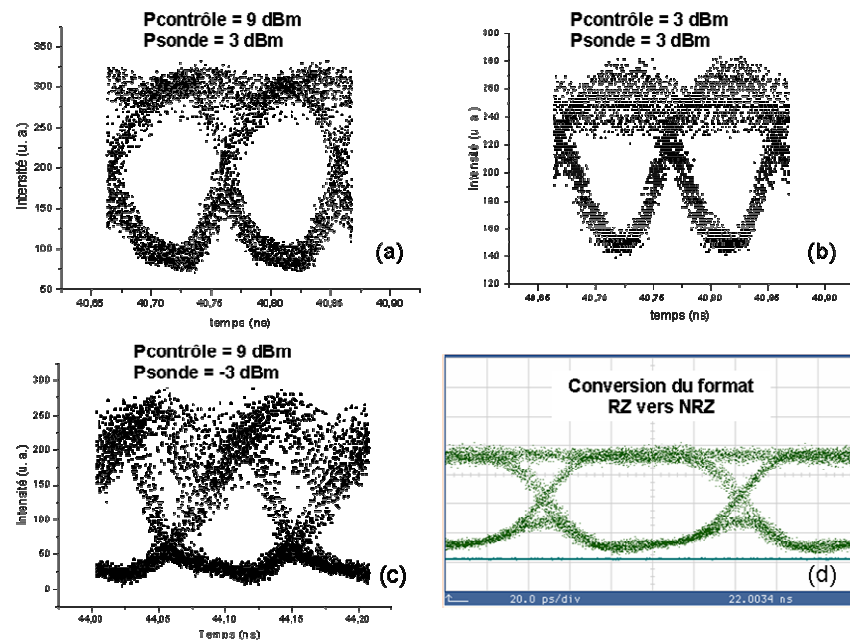 Pcontrôle = 9 dBm
Psonde = 3 dBm
350
300
250
200
150
100
50
Intensité (u. a.)
40,65 40,70 40,75 40,80 40,85 40,90
temps (ns)
(a)
Pcontrôle = 3 dBm
Psonde = 3 dBm
300
280
260
240
220
200
180
160
140
120
Intensité (u. a.)
40,65 40,70 40,75 40,80 40,85 40,90
temps (ns)
(b)
Pcontrôle = 9 dBm
Psonde = -3 dBm
300
250
200
150
100
50
0
Intensité (u. a.)
44,00 44,05 44,10 44,15 44,20
Temps (ns)
(c)
Conversion du format
RZ vers NRZ
(d)
20.0 ps/div 22.0034 ns